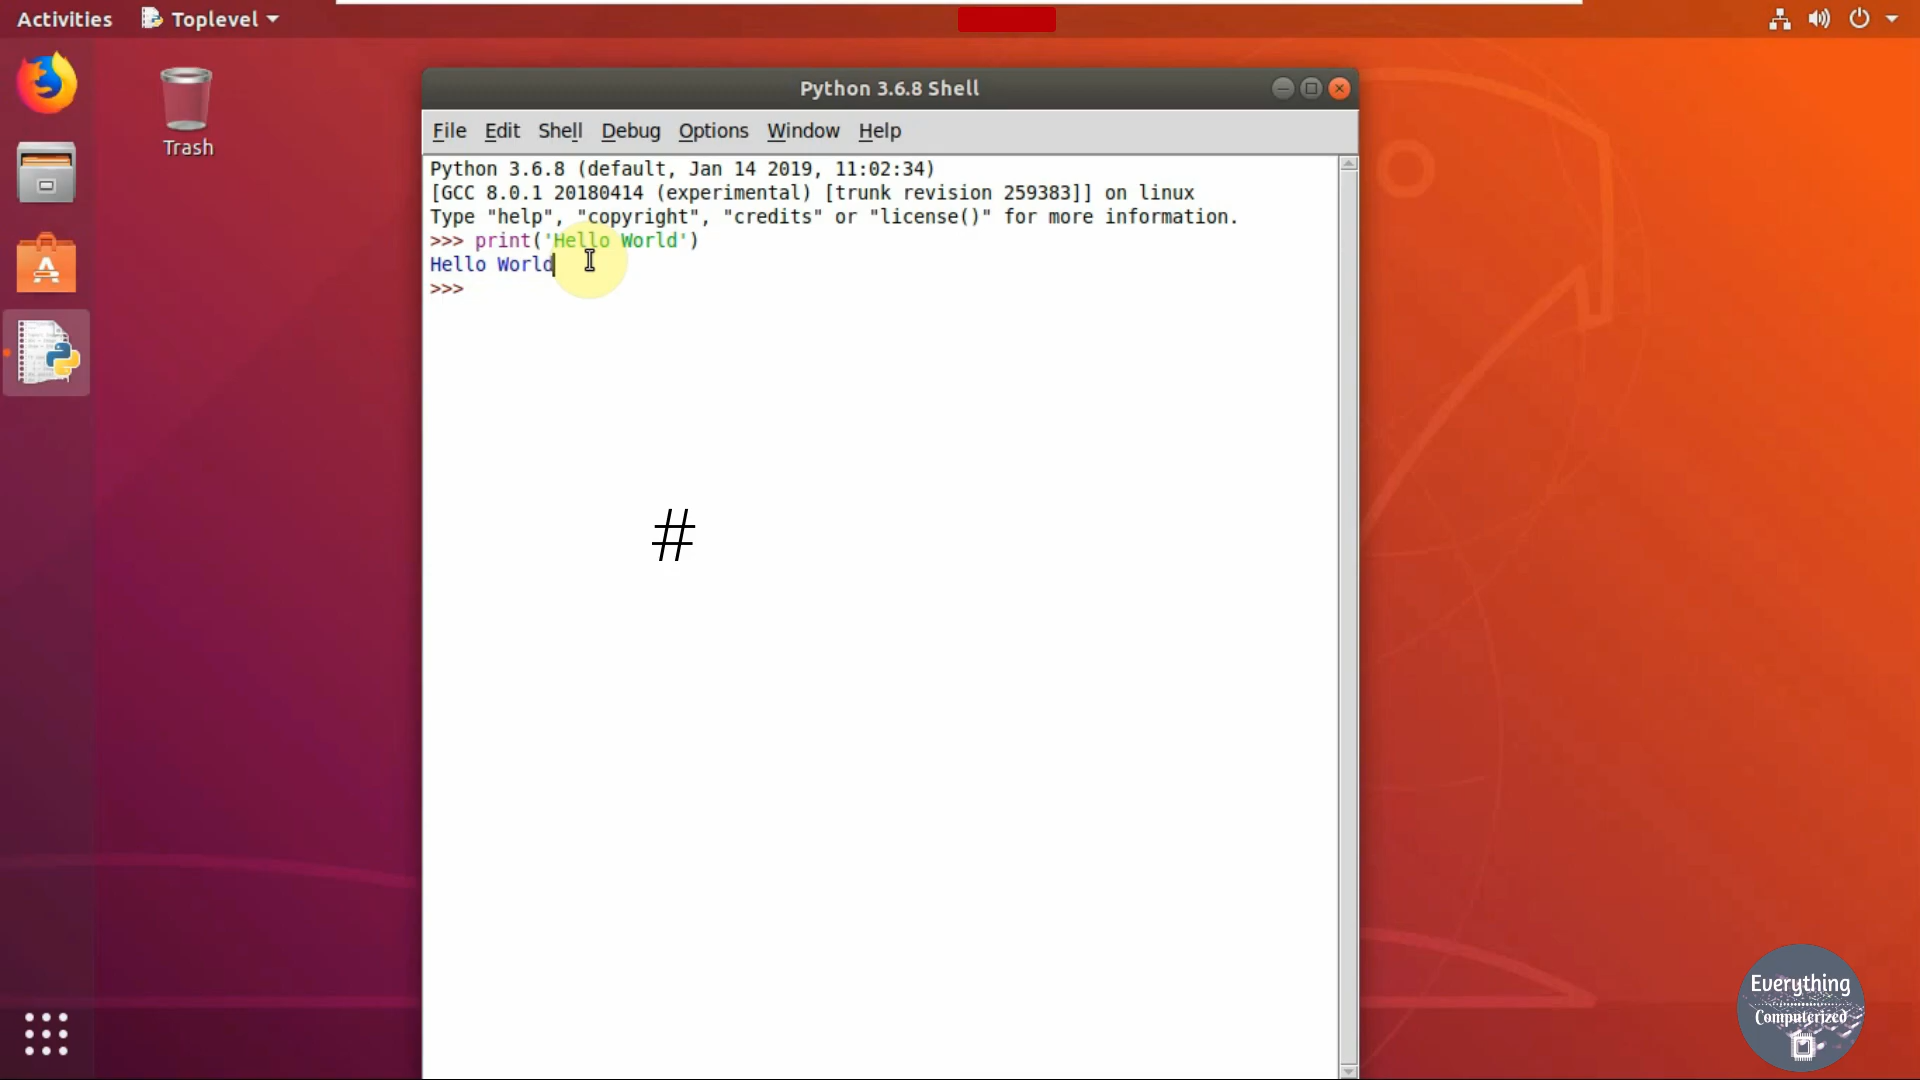 Activities Toplevel
Trash
Python 3.6.8 Shell
File Edit Shell Debug Options Window Help
Python 3.6.8 (default, Jan 14 2019, 11:02:34)
[GCC 8.0.1 20180414 (experimental) [trunk revision 259383]] on linux
Type "help", "copyright", "credits" or "license()" for more information.
>>> print('Hello World')
Hello World
>>>
#
Everything
Computerized